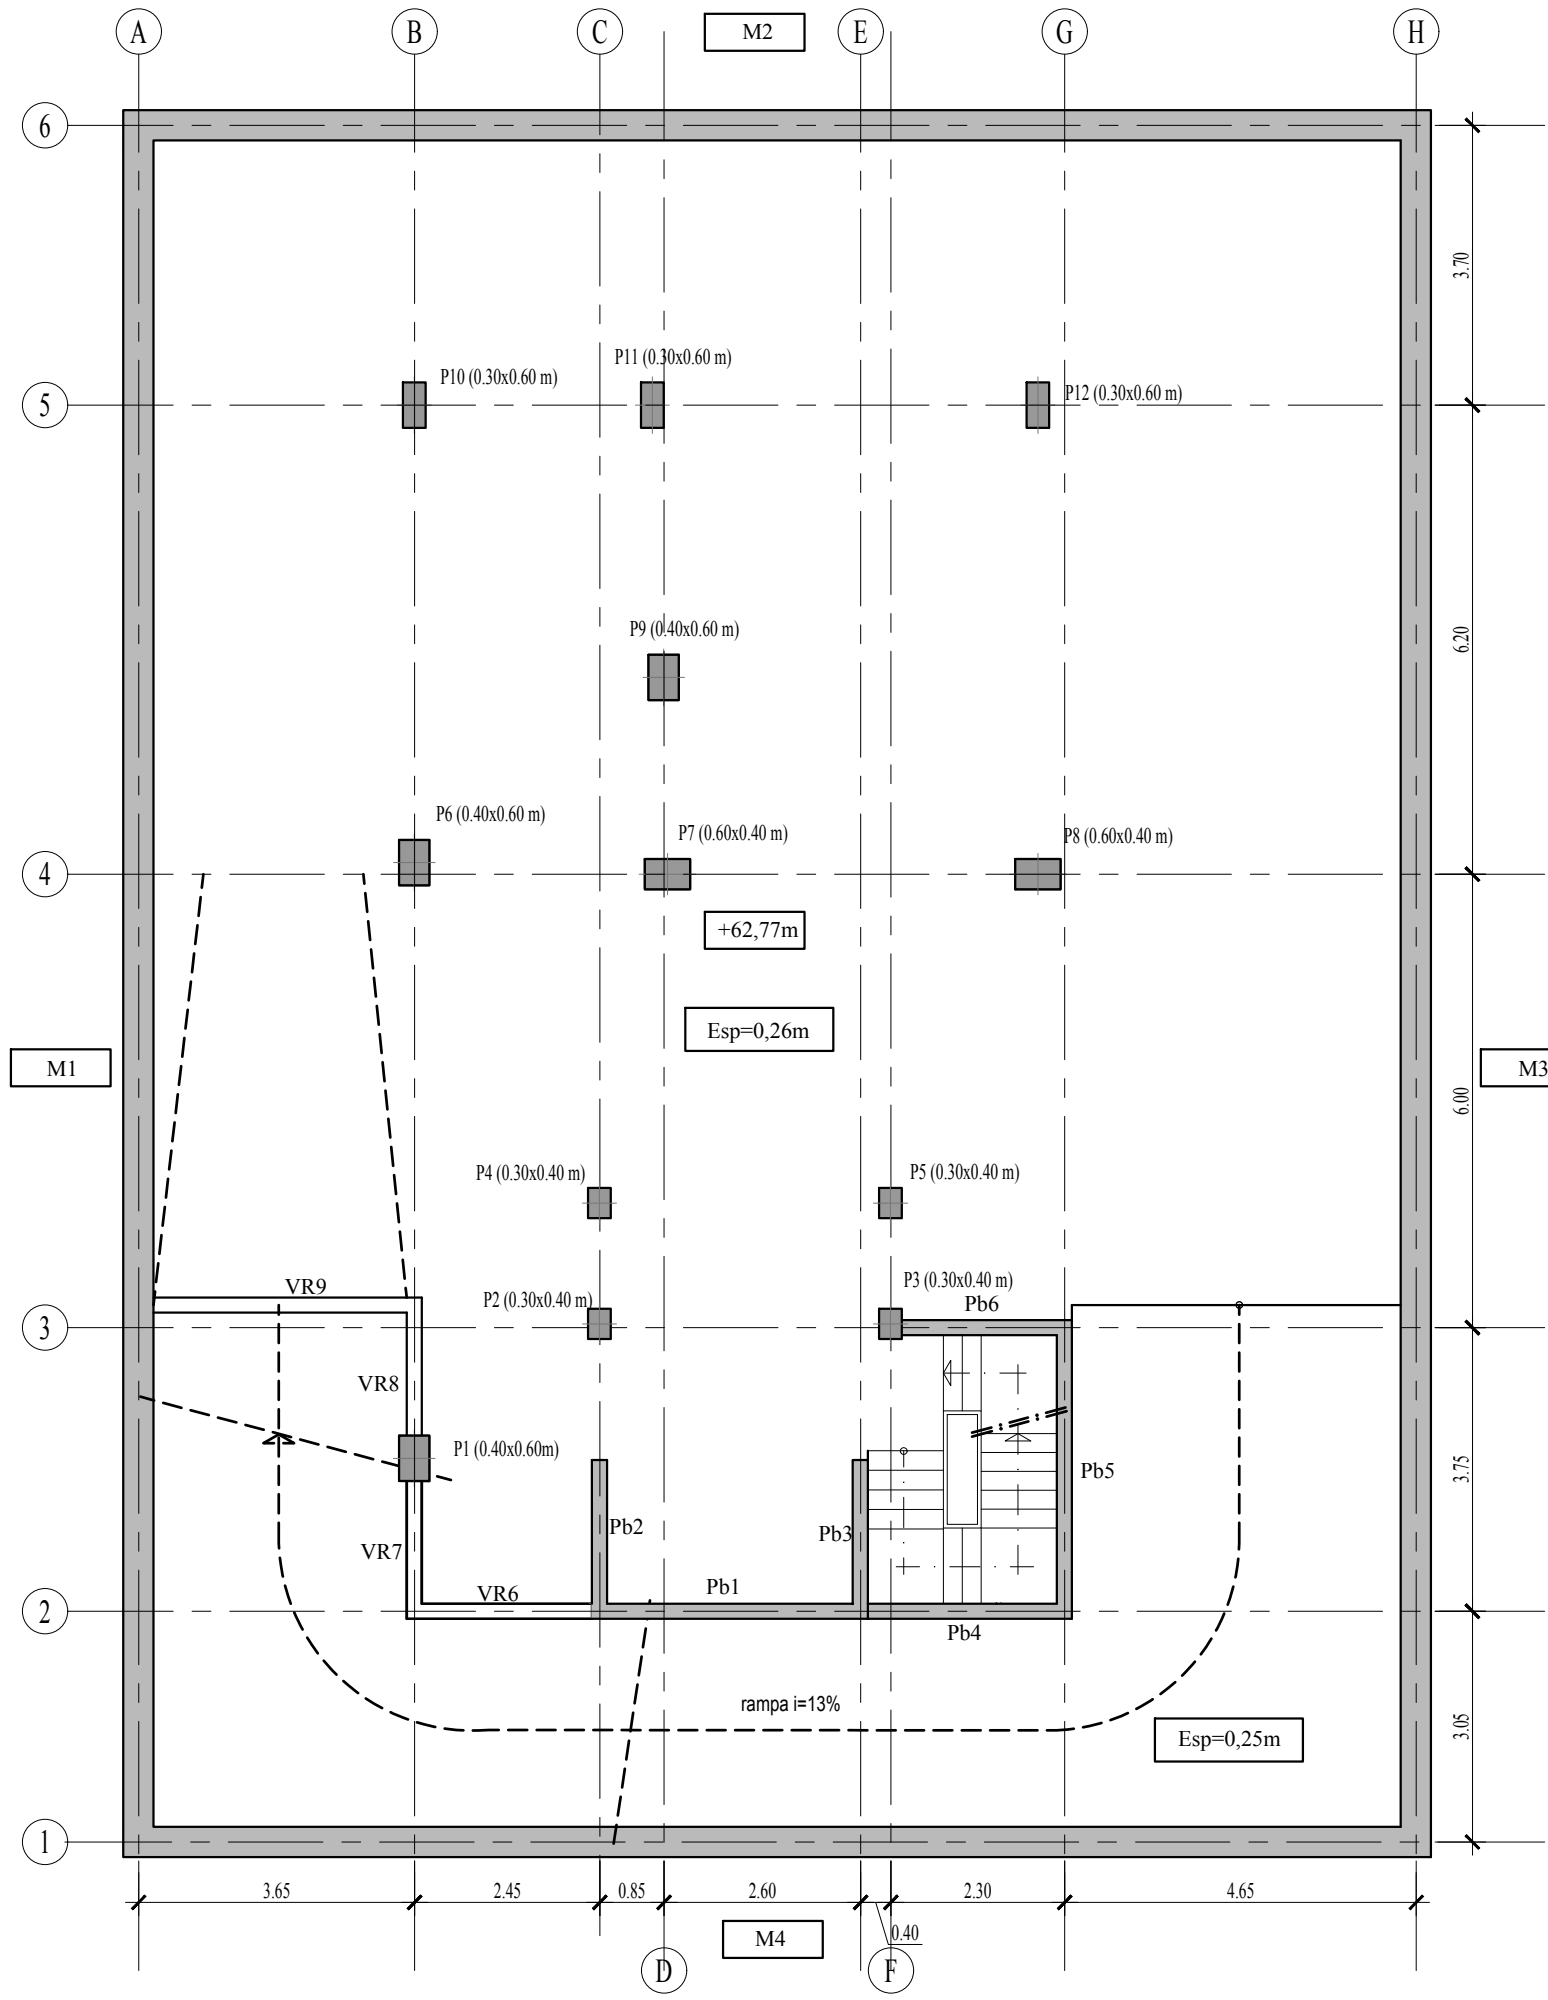 A
B
C
M2
E
G
H
6
3.70
P11 (0.30x0.60 m)
P10 (0.30x0.60 m)
P12 (0.30x0.60 m)
5
P9 (0.40x0.60 m)
6.20
P6 (0.40x0.60 m)
P7 (0.60x0.40 m)
P8 (0.60x0.40 m)
4
+62,77m
Esp=0,26m
M1
M3
6.00
P4 (0.30x0.40 m)
P5 (0.30x0.40 m)
VR9
P2 (0.30x0.40 m)
P3 (0.30x0.40 m)
Pb6
3
VR8
P1 (0.40x0.60m)
Pb5
3.75
Pb2
Pb3
VR7
VR6
Pb1
2
Pb4
rampa i=13%
Esp=0,25m
3.05
1
3.65
2.45
0.85
2.60
2.30
4.65
0.40
M4
D
F